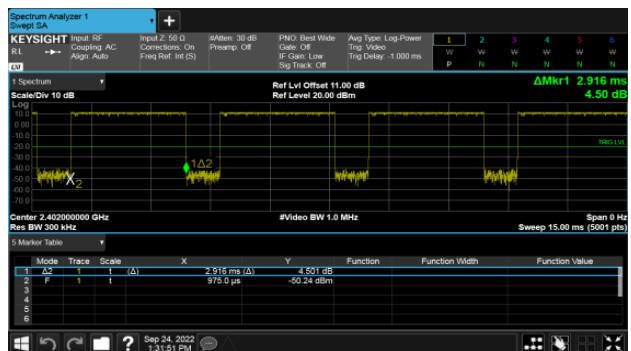 Spectrum Analyzer 1
Swept SA
+
KEYSIGHT Input: RF Input Z: 50 Ω #Atten: 30 dB PNO: Best Wide Avg Type: Log-Power 1 2 3 4 5 6
RL Coupling: AC Corrections: On Preamp: Off Gate: Off Trig: Video W W W W W W
Align: Auto Freq Ref: Int (S) IF Gain: Low Trig Delay: -1.000 ms P N N N N N
Sig Track: Off
LXI
1 Spectrum Ref Lvl Offset 11.00 dB ΔMkr1 2.916 ms
Scale/Div 10 dB Ref Level 20.00 dBm 4.50 dB
Log
10.0
0.00
-10.0
-20.0 TRIG LVL
-30.0
-40.0 1Δ2
-50.0 X2
-60.0
-70.0
Center 2.402000000 GHz #Video BW 1.0 MHz Span 0 Hz
Res BW 300 kHz Sweep 15.00 ms (5001 pts)
5 Marker Table
Mode Trace Scale X Y Function Function Width Function Value
1 Δ2 1 t (Δ) 2.916 ms (Δ) 4.501 dB
2 F 1 t 975.0 µs -50.24 dBm
3
4
5
6
? Sep 24, 2022
1:31:51 PM